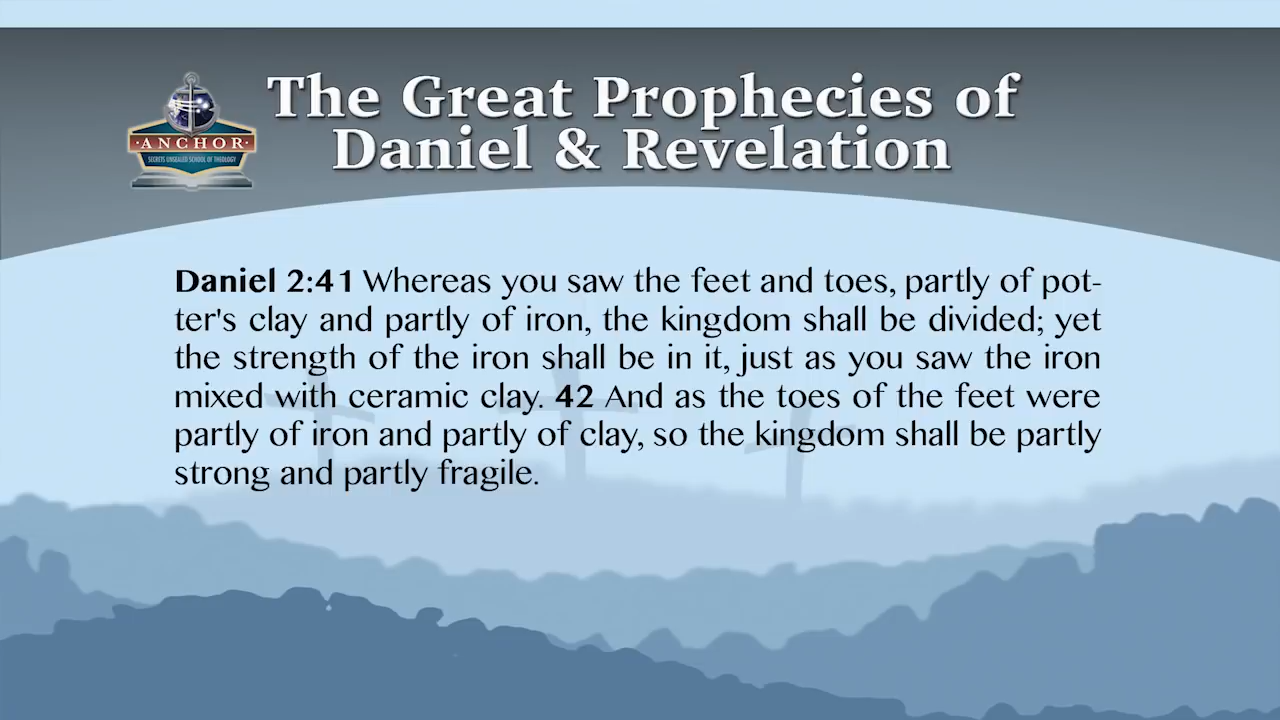 The Great Prophecies of
Daniel & Revelation
·ANCHOR·
SECRETS UNSEALED SCHOOL OF THEOLOGY
Daniel 2:41 Whereas you saw the feet and toes, partly of pot-
ter's clay and partly of iron, the kingdom shall be divided; yet
the strength of the iron shall be in it, just as you saw the iron
mixed with ceramic clay. 42 And as the toes of the feet were
partly of iron and partly of clay, so the kingdom shall be partly
strong and partly fragile.